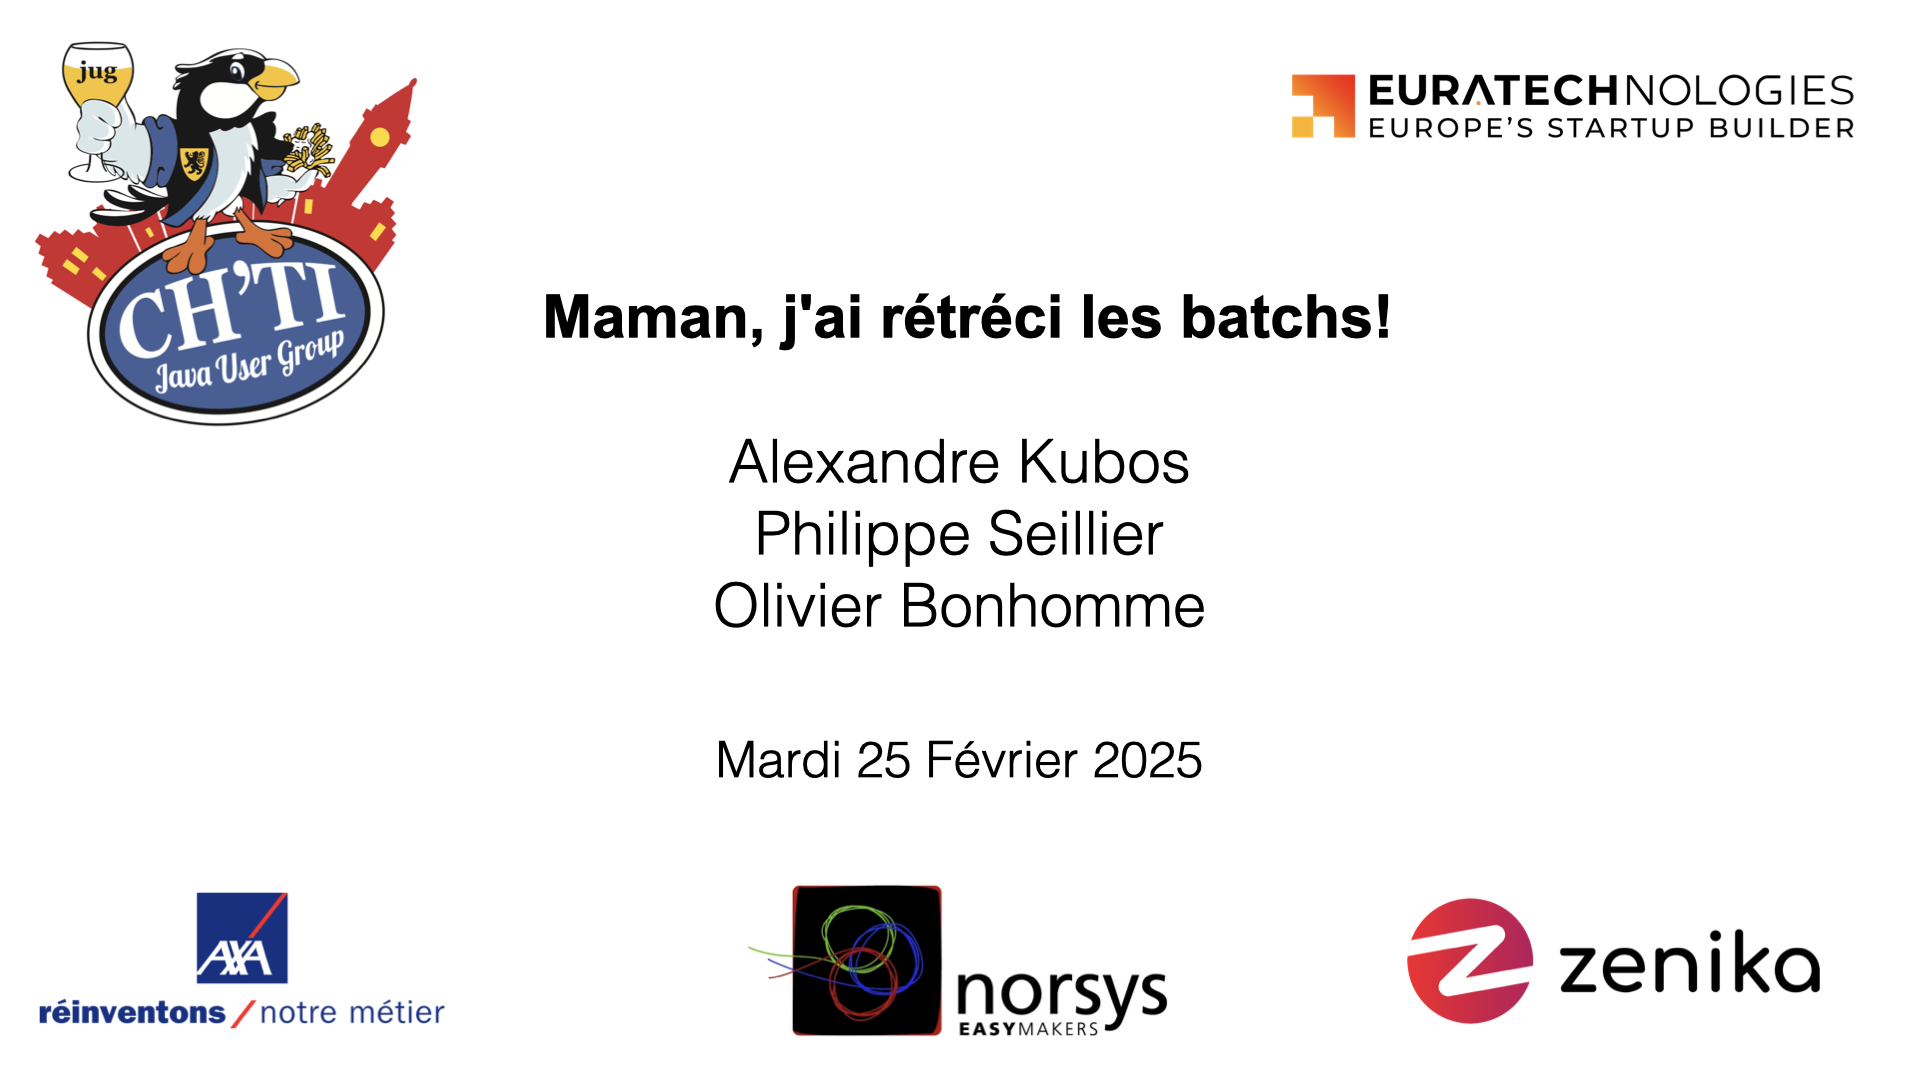 jug
CH'TI
Java User Group
EURATECHNOLOGIES
EUROPE'S STARTUP BUILDER
Maman, j'ai rétréci les batchs!
Alexandre Kubos
Philippe Seillier
Olivier Bonhomme
Mardi 25 Février 2025
AXA
réinventons / notre métier
norsys
EASYMAKERS
zenika